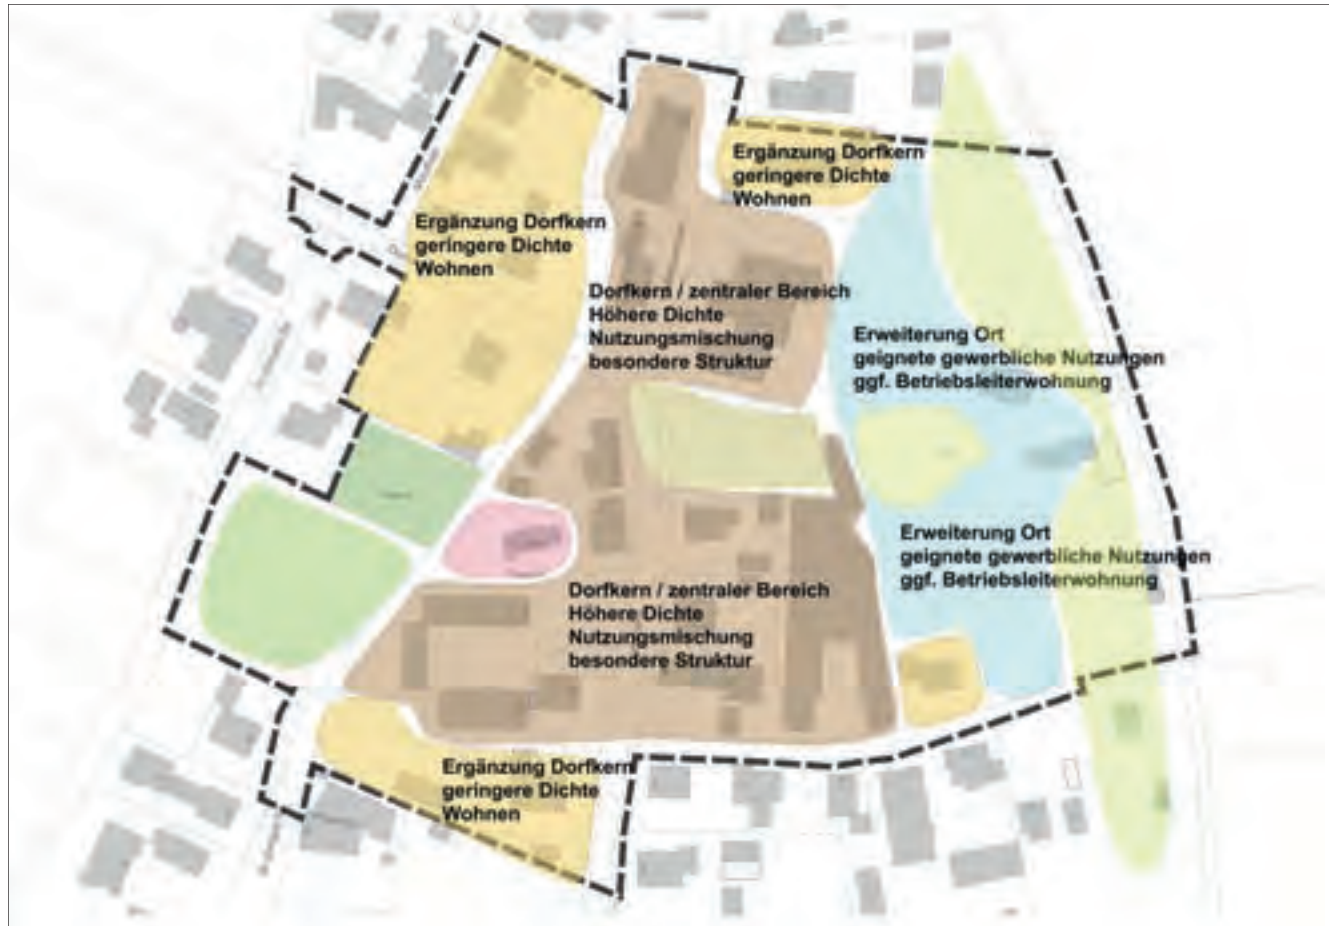 Ergänzung Dorfkern
geringere Dichte
Wohnen
Ergänzung Dorfkern
geringere Dichte
Wohnen
Dorfkern / zentraler Bereich
Höhere Dichte
Nutzungsmischung
besondere Struktur
Erweiterung Ort
geignete gewerbliche Nutzungen
ggf. Betriebsleiterwohnung
Erweiterung Ort
geignete gewerbliche Nutzungen
ggf. Betriebsleiterwohnung
Dorfkern / zentraler Bereich
Höhere Dichte
Nutzungsmischung
besondere Struktur
Ergänzung Dorfkern
geringere Dichte
Wohnen